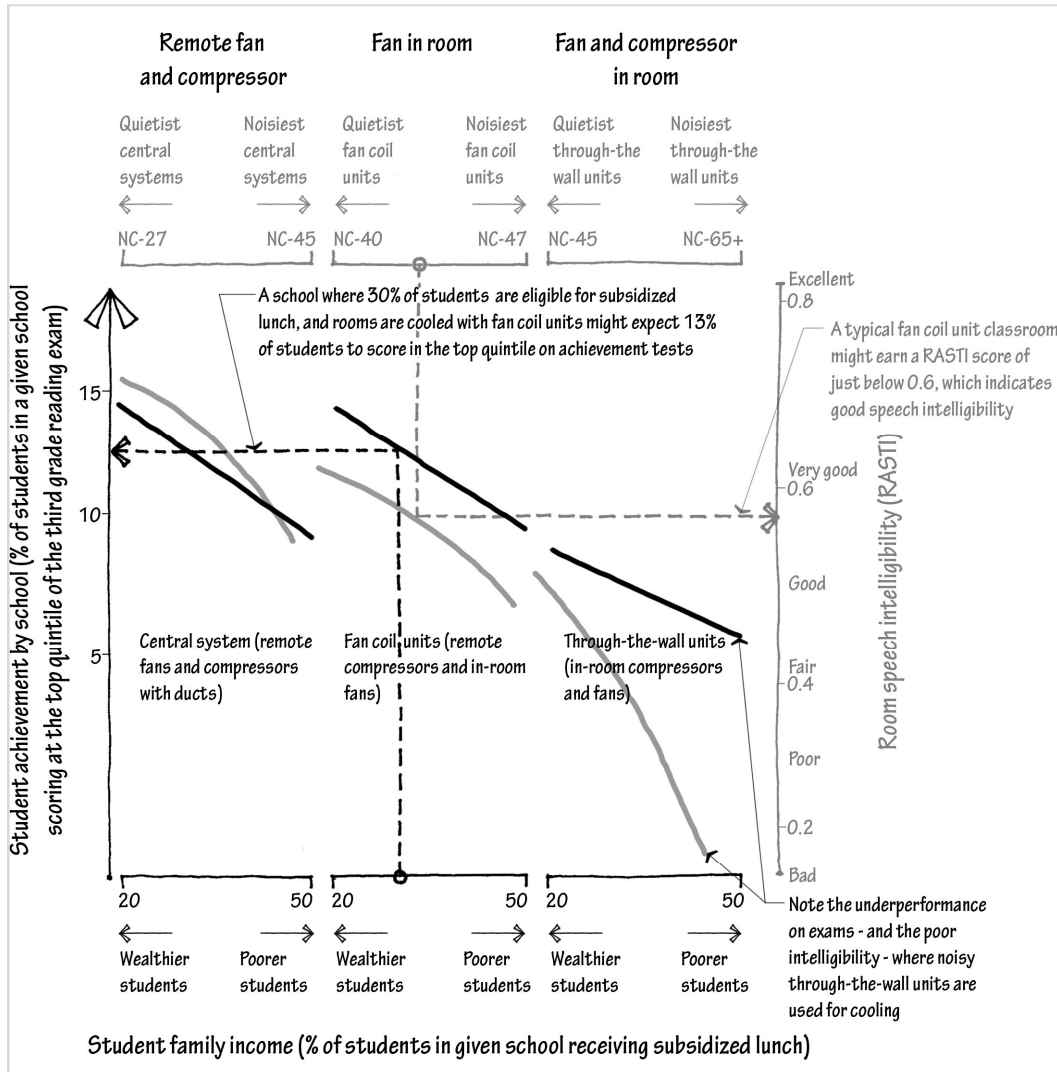 Remote fan
and compressor
Fan in room
Fan and compressor
in room
Quietist
central
systems
Noisiest
central
systems
Quietist
fan coil
units
Noisiest
fan coil
units
Quietist
through-the
wall units
Noisiest
through-the
wall units
NC-27
NC-45
NC-40
NC-47
NC-45
NC-65+
A school where 30% of students are eligible for subsidized
lunch, and rooms are cooled with fan coil units might expect 13%
of students to score in the top quintile on achievement tests
Student achievement by school (% of students in a given school
scoring at the top quintile of the third grade reading exam)
15
10
5
Excellent
0.8
Very good
0.6
Good
Fair
0.4
Poor
0.2
Bad
Room speech intelligibility (RASTI)
A typical fan coil unit classroom
might earn a RASTI score of
just below 0.6, which indicates
good speech intelligibility
Central system (remote
fans and compressors
with ducts)
Fan coil units (remote
compressors and in-room
fans)
Through-the-wall units
(in-room compressors
and fans)
20
50
20
50
20
50
Wealthier
students
Poorer
students
Wealthier
students
Poorer
students
Wealthier
students
Poorer
students
Note the underperformance
on exams - and the poor
intelligibility - where noisy
through-the-wall units are
used for cooling
Student family income (% of students in given school receiving subsidized lunch)